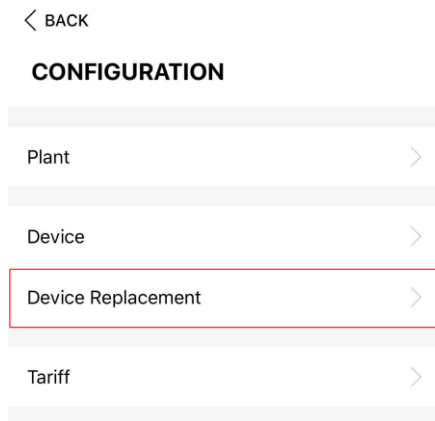 BACK
CONFIGURATION
Plant
Device
Device Replacement
Tariff